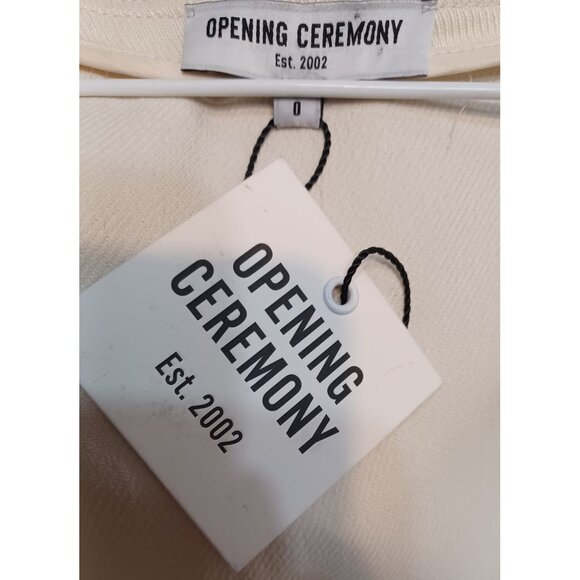 OPENING CEREMONY
Est. 2002
0
OPENING
CEREMONY
Est. 2002